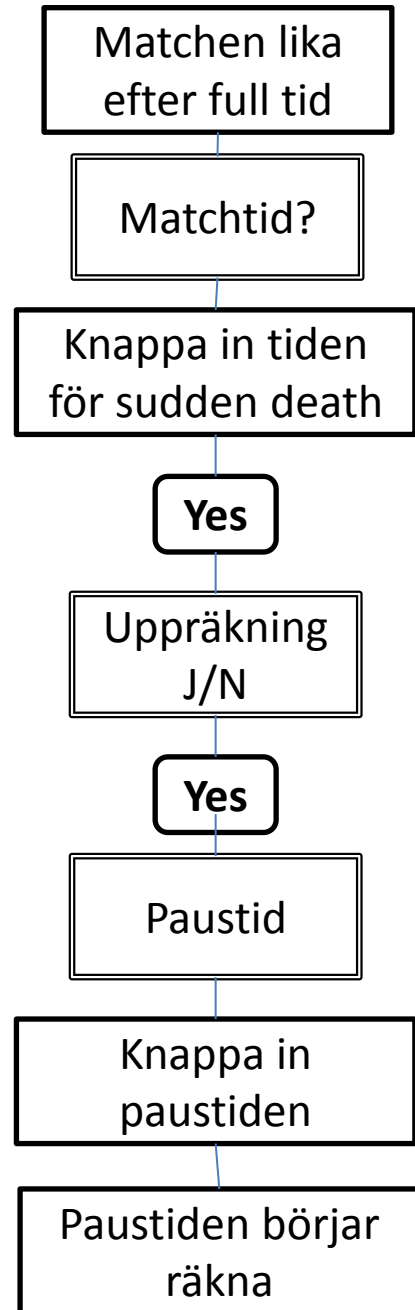 Matchen lika
efter full tid
Matchtid?
Knappa in tiden
för sudden death
Yes
Uppräkning
J/N
Yes
Paustid
Knappa in
paustiden
Paustiden börjar
räkna